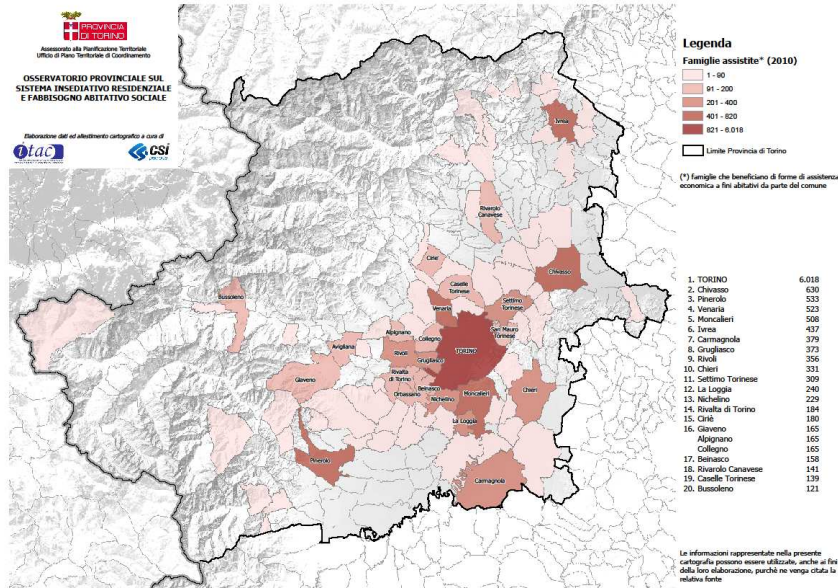 PROVINCIA
DI TORINO
Assessorato alla Pianificazione Territoriale
Ufficio di Piano Territoriale di Coordinamento
OSSERVATORIO PROVINCIALE SUL
SISTEMA INSEDIATIVO RESIDENZIALE
E FABBISOGNO ABITATIVO SOCIALE
Elaborazione dati ed allestimento cartografico a cura di
itac
CSI
Ivrea
Rivarolo
Canavese
Ciriè
Chivasso
Bussoleno
Caselle
Torinese
Settimo
Torinese
Venaria
San Mauro
Torinese
Alpignano
Collegno
Avigliana
Rivoli
TORINO
Grugliasco
Giaveno
Rivalta
di Torino
Beinasco
Orbassano
Nichelino
Moncalieri
Chieri
La Loggia
Pinerolo
Carmagnola
Legenda
Famiglie assistite* (2010)
1 - 90
91 - 200
201 - 400
401 - 820
821 - 6.018
Limite Provincia di Torino
(*) famiglie che beneficiano di forme di assistenza
economica a fini abitativi da parte del comune
1. TORINO 6.018
2. Chivasso 630
3. Pinerolo 533
4. Venaria 523
5. Moncalieri 508
6. Ivrea 437
7. Carmagnola 379
8. Grugliasco 373
9. Rivoli 356
10. Chieri 331
11. Settimo Torinese 309
12. La Loggia 240
13. Nichelino 229
14. Rivalta di Torino 184
15. Ciriè 180
16. Giaveno 165
Alpignano 165
Collegno 165
17. Beinasco 158
18. Rivarolo Canavese 141
19. Caselle Torinese 139
20. Bussoleno 121
Le informazioni rappresentate nella presente
cartografia possono essere utilizzate, anche ai fini
della loro elaborazione, purchè ne venga citata la
relativa fonte